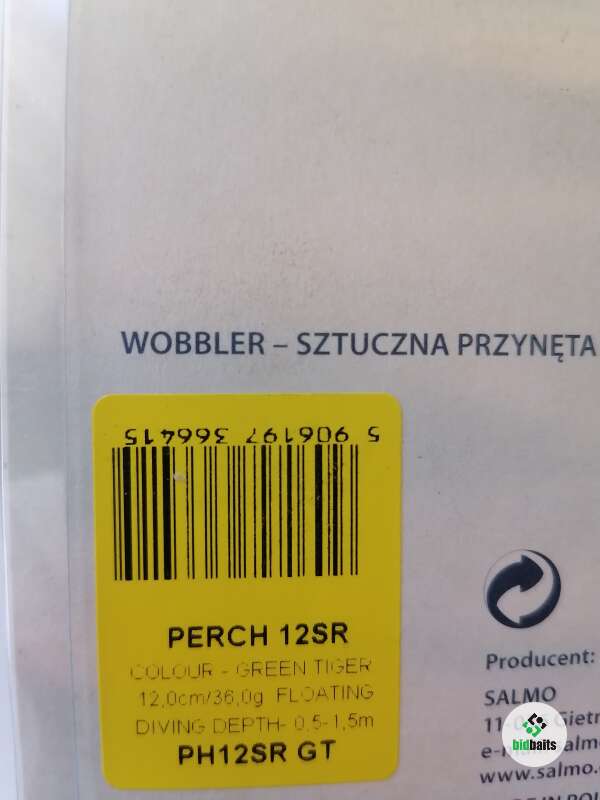 WOBBLER – SZTUCZNA PRZYNĘTA
5 906197 366415
PERCH 12SR
COLOUR - GREEN TIGER
12,0cm/36,0g FLOATING
DIVING DEPTH- 0,5-1,5m
PH12SR GT
Producent:
SALMO
bidbaits
www.salmo.